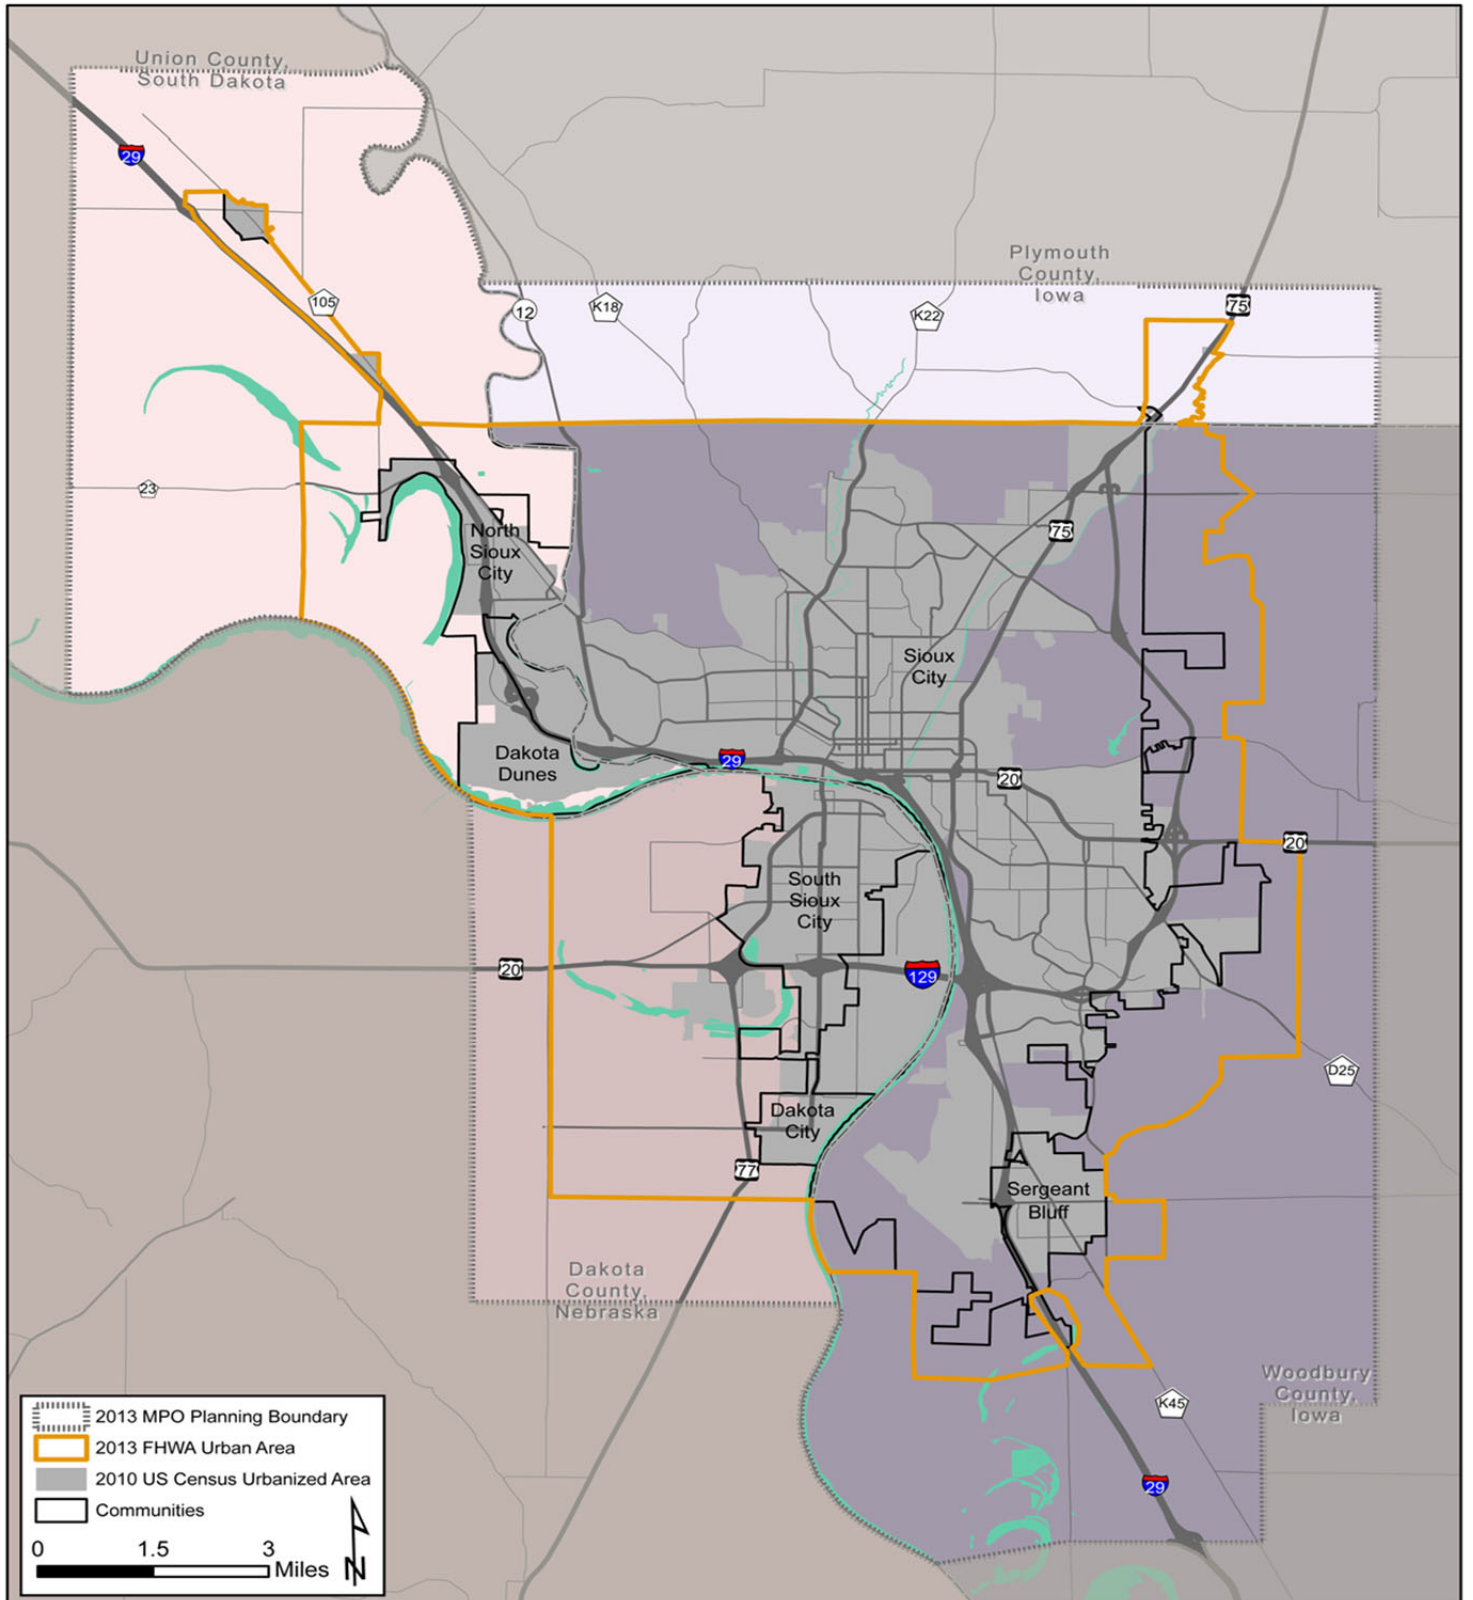 Union County,
South Dakota
29
Plymouth
County,
Iowa
105
12
K18
K22
75
23
North
Sioux
City
75
Sioux
City
Dakota
Dunes
29
20
20
South
Sioux
City
20
129
D25
Dakota
City
77
Sergeant
Bluff
Dakota
County,
Nebraska
Woodbury
County,
Iowa
K45
29
2013 MPO Planning Boundary
2013 FHWA Urban Area
2010 US Census Urbanized Area
Communities
0 1.5 3
Miles
N